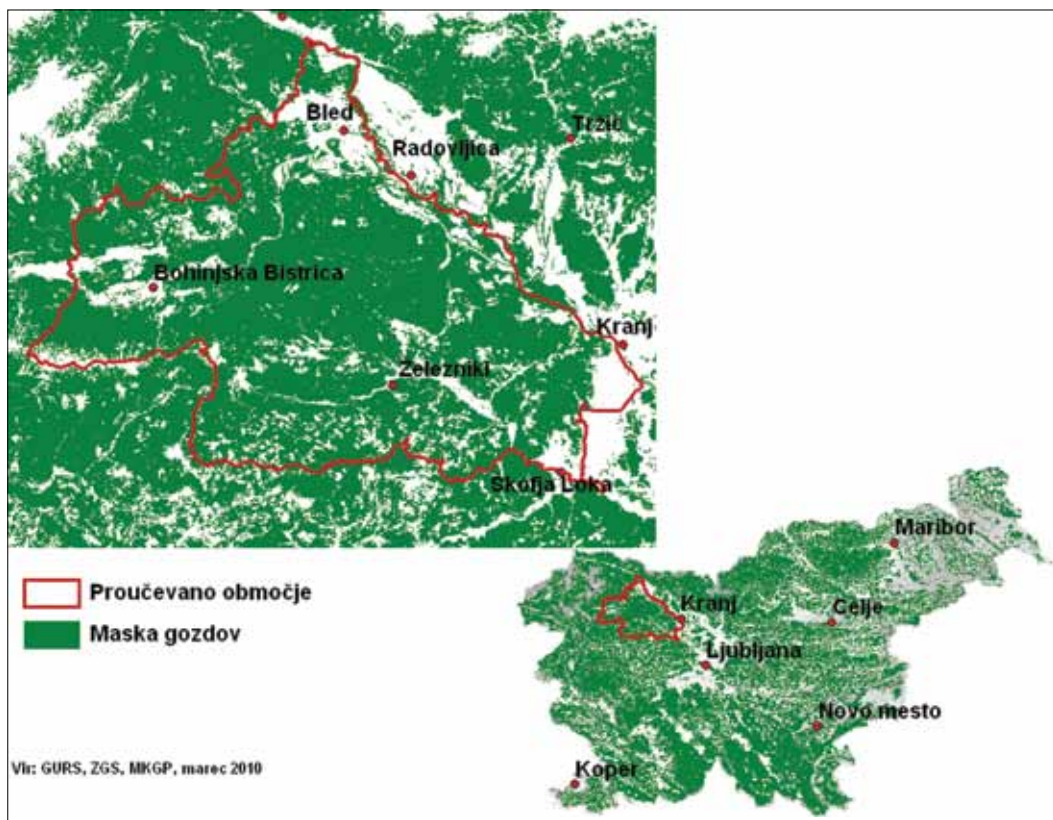 Bled
Tržič
Radovljica
Bohinjska Bistrica
Kranj
Železniki
Škofja Loka
Proučevano območje
Maska gozdov
Maribor
Kranj
Celje
Ljubljana
Novo mesto
Koper
Vir: GURS, ZGS, MKGP, marec 2010